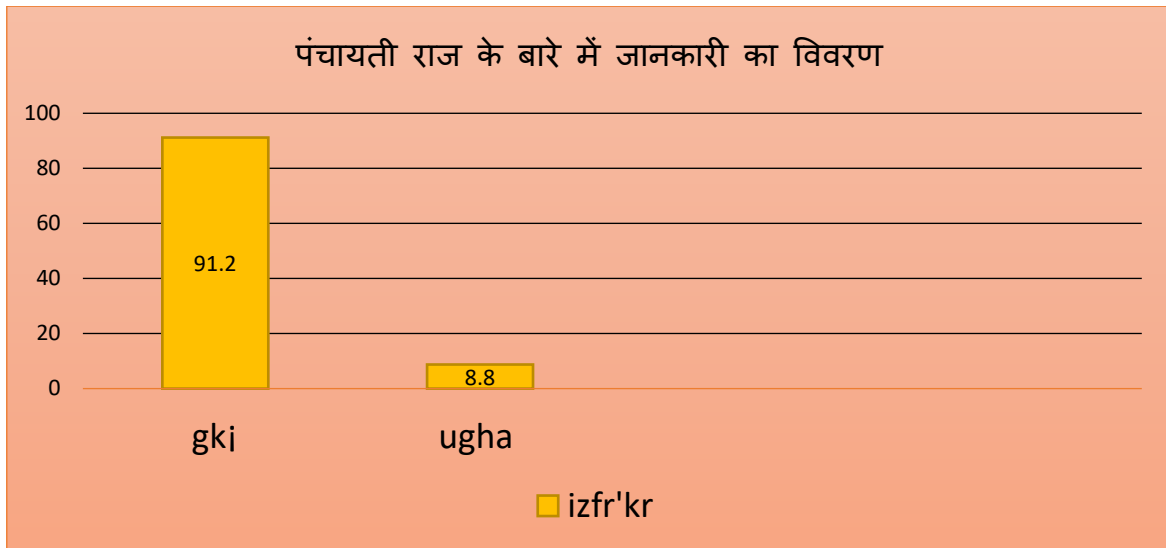 पंचायती राज के बारे में जानकारी का विवरण
100
80
60
40
20
0
91.2
8.8
gk¡
ugha
izfr'kr